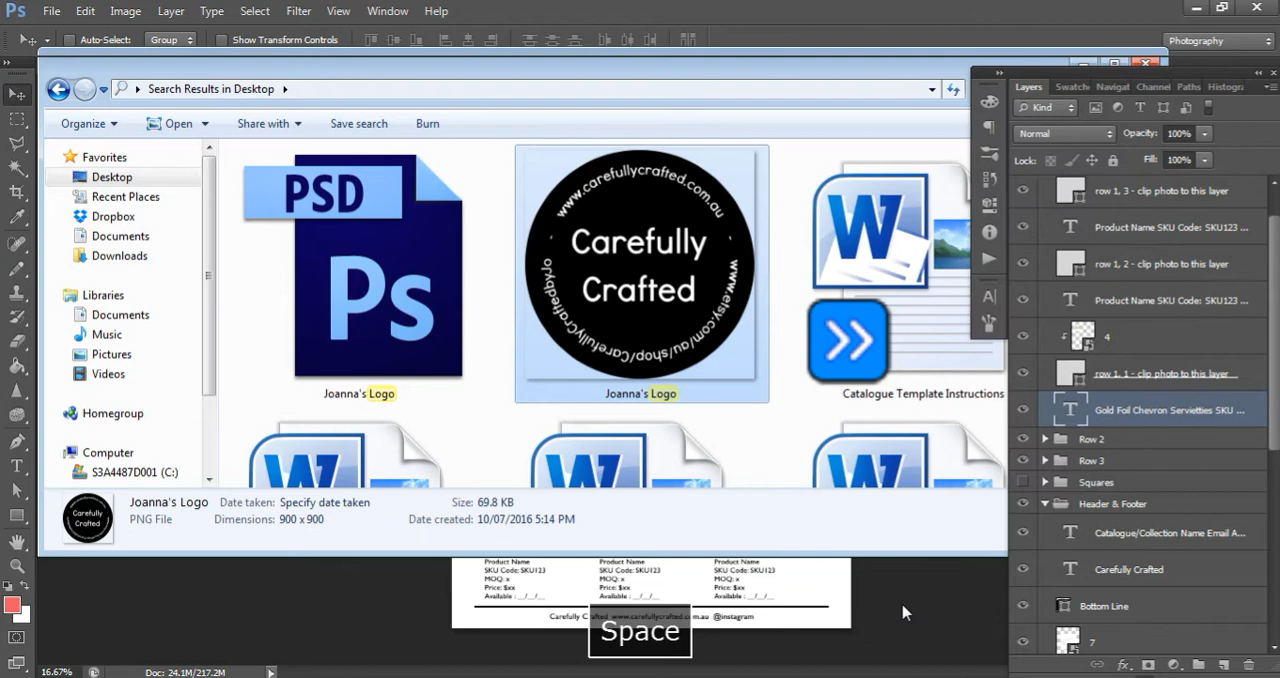 Ps File Edit Image Layer Type Select Filter View Window Help
Auto-Select: Group Show Transform Controls Photography
Search Results in Desktop
Organize Open Share with Save search Burn
Layers Swatch Navigat Channel Paths Histogra
Kind
Normal Opacity: 100%
Lock: Fill: 100%
Favorites
Desktop
Recent Places
Dropbox
Documents
Downloads
Libraries
Documents
Music
Pictures
Videos
Homegroup
Computer
S3A4487D001 (C:)
PSD
Ps
Joanna's Logo
www.carefullycrafted.com.au
Carefully
Crafted
www.etsy.com/au/shop/CarefullyCraftedbyJo
Joanna's Logo
W
Catalogue Template Instructions
W
W
W
Joanna's Logo Date taken: Specify date taken Size: 69.8 KB
PNG File Dimensions: 900 x 900 Date created: 10/07/2016 5:14 PM
Carefully
Crafted
row 1, 3 - clip photo to this layer
T Product Name SKU Code: SKU123 ...
row 1, 2 - clip photo to this layer
T Product Name SKU Code: SKU123 ...
4
row 1, 1 - clip photo to this layer
T Gold Foil Chevron Servietties SKU ...
Row 2
Row 3
Squares
Header & Footer
T Catalogue/Collection Name Email A...
T Carefully Crafted
Bottom Line
7
Product Name Product Name Product Name
SKU Code: SKU123 SKU Code: SKU123 SKU Code: SKU123
MOQ: x MOQ: x MOQ: x
Price: $xx Price: $xx Price: $xx
Available : __/__/__ Available : __/__/__ Available : __/__/__
Carefully Crafted www.carefullycrafted.com.au @instagram
Space
16.67% Doc: 24.1M/217.2M